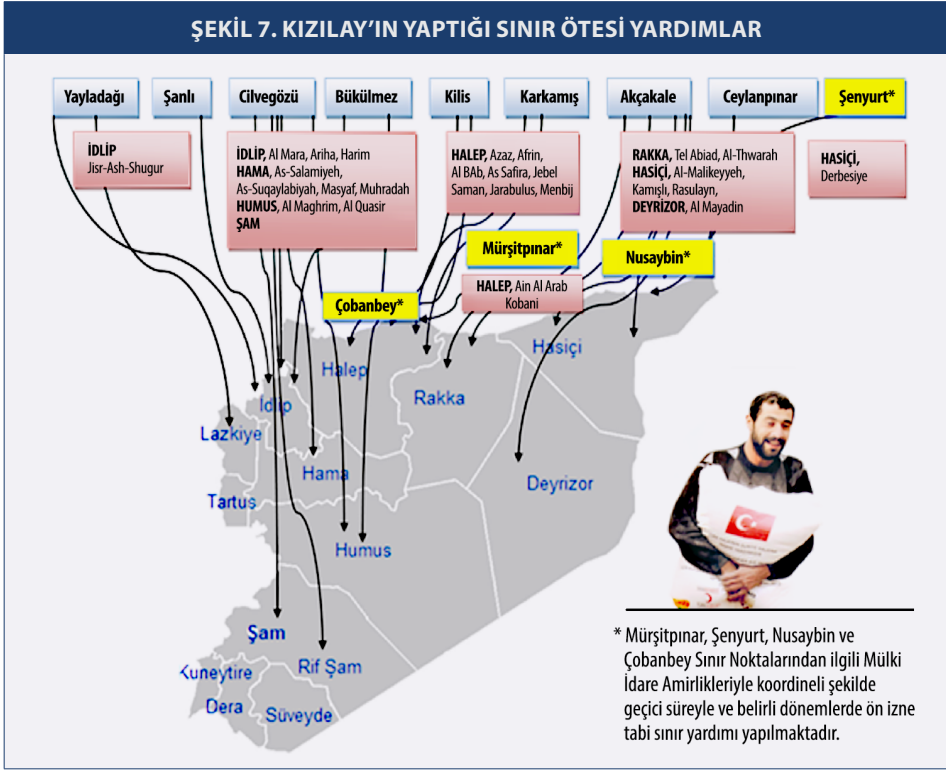 ŞEKİL 7. KIZILAY’IN YAPTIĞI SINIR ÖTESİ YARDIMLAR
Yayladağı
Şanlı
Cilvegözü
Bükülmez
Kilis
Karkamış
Akçakale
Ceylanpınar
Şenyurt*
İDLİP
Jisr-Ash-Shugur
İDLİP, Al Mara, Ariha, Harim
HAMA, As-Salamiyeh,
As-Suqaylabiyah, Masyaf, Muhradah
HUMUS, Al Maghrim, Al Quasir
ŞAM
HALEP, Azaz, Afrin,
Al BAb, As Safira, Jebel
Saman, Jarabulus, Menbij
RAKKA, Tel Abiad, Al-Thwarah
HASİÇİ, Al-Malikeyyeh,
Kamışlı, Rasulayn,
DEYRİZOR, Al Mayadin
HASİÇİ,
Derbesiye
Mürşitpınar*
Nusaybin*
Çobanbey*
HALEP, Ain Al Arab
Kobani
Halep
Hasiçi
Rakka
İdlip
Lazkiye
Hama
Deyrizor
Tartus
Humus
Şam
Rif Şam
Kuneytire
Dera
Süveyde
* Mürşitpınar, Şenyurt, Nusaybin ve
Çobanbey Sınır Noktalarından ilgili Mülki
İdare Amirlikleriyle koordineli şekilde
geçici süreyle ve belirli dönemlerde ön izne
tabi sınır yardımı yapılmaktadır.